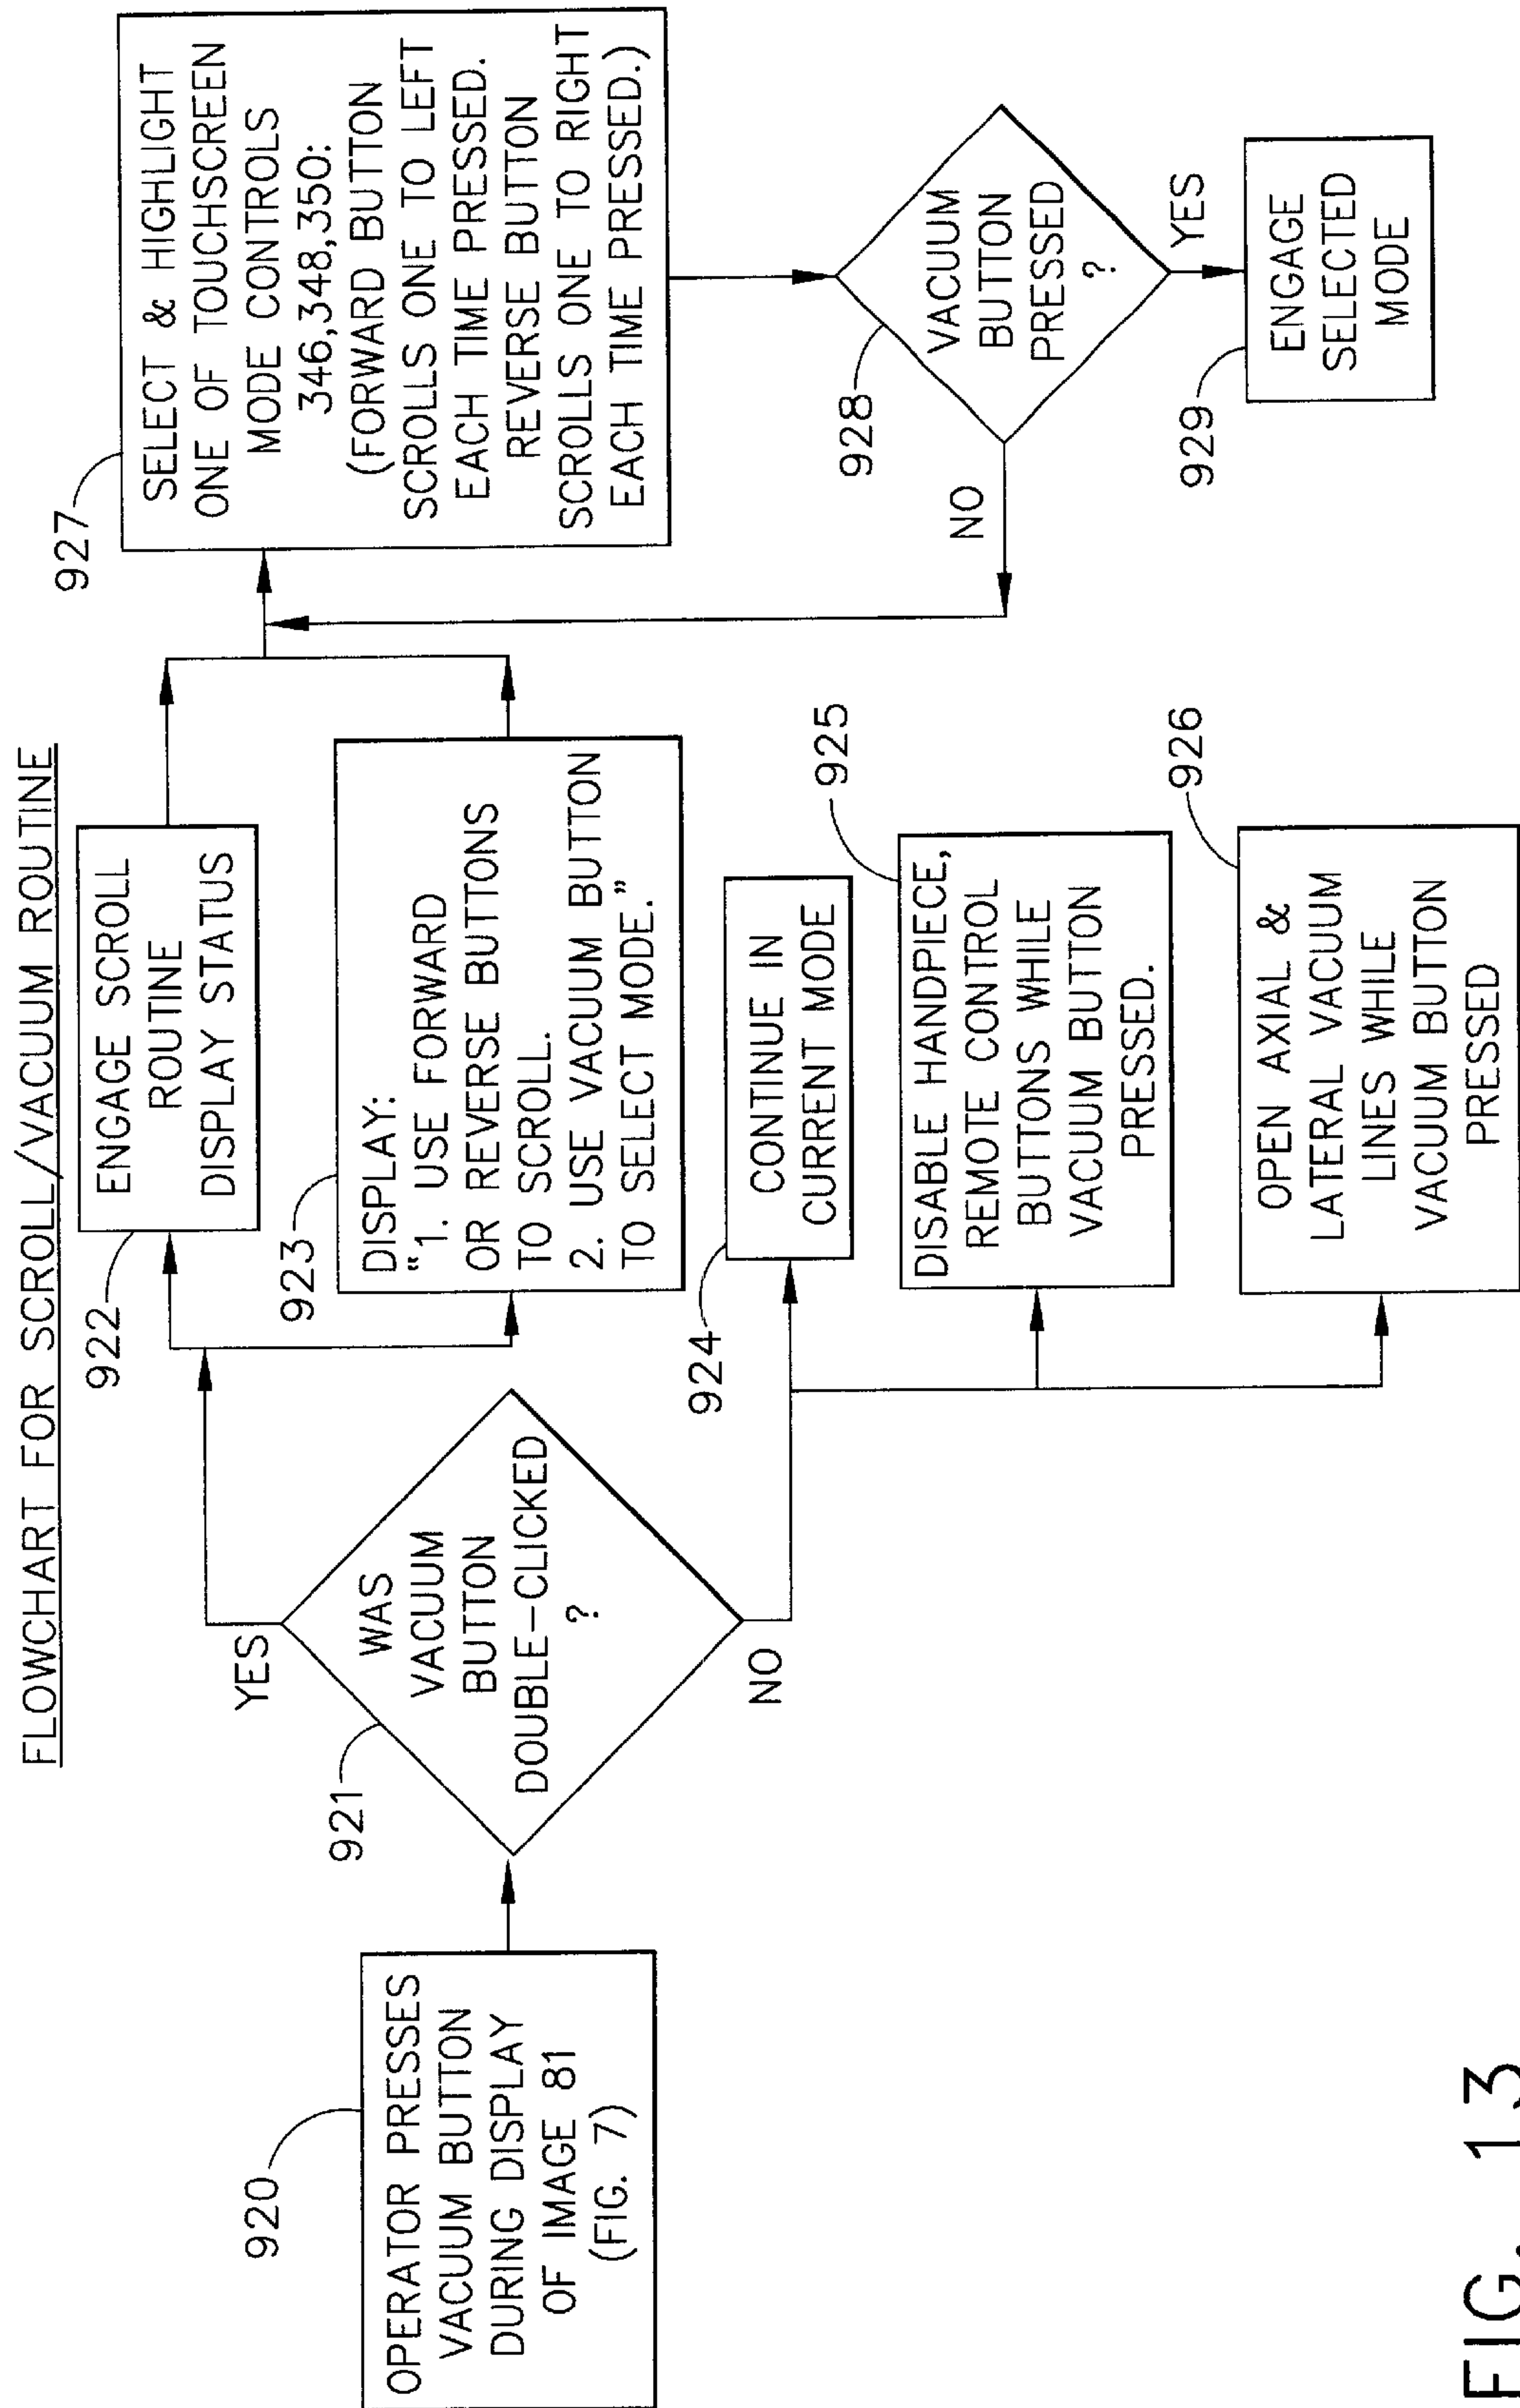 FLOWCHART FOR SCROLL/VACUUM ROUTINE
920
OPERATOR PRESSES
VACUUM BUTTON
DURING DISPLAY
OF IMAGE 81
(FIG. 7)
921
WAS
VACUUM
BUTTON
DOUBLE-CLICKED
?
YES
NO
922
ENGAGE SCROLL
ROUTINE
DISPLAY STATUS
923
DISPLAY:
"1. USE FORWARD
OR REVERSE BUTTONS
TO SCROLL.
2. USE VACUUM BUTTON
TO SELECT MODE."
924
CONTINUE IN
CURRENT MODE
925
DISABLE HANDPIECE,
REMOTE CONTROL
BUTTONS WHILE
VACUUM BUTTON
PRESSED.
926
OPEN AXIAL &
LATERAL VACUUM
LINES WHILE
VACUUM BUTTON
PRESSED
927
SELECT & HIGHLIGHT
ONE OF TOUCHSCREEN
MODE CONTROLS
346,348,350:
(FORWARD BUTTON
SCROLLS ONE TO LEFT
EACH TIME PRESSED.
REVERSE BUTTON
SCROLLS ONE TO RIGHT
EACH TIME PRESSED.)
928
VACUUM
BUTTON
PRESSED
?
NO
YES
929
ENGAGE
SELECTED
MODE
FIG. 13